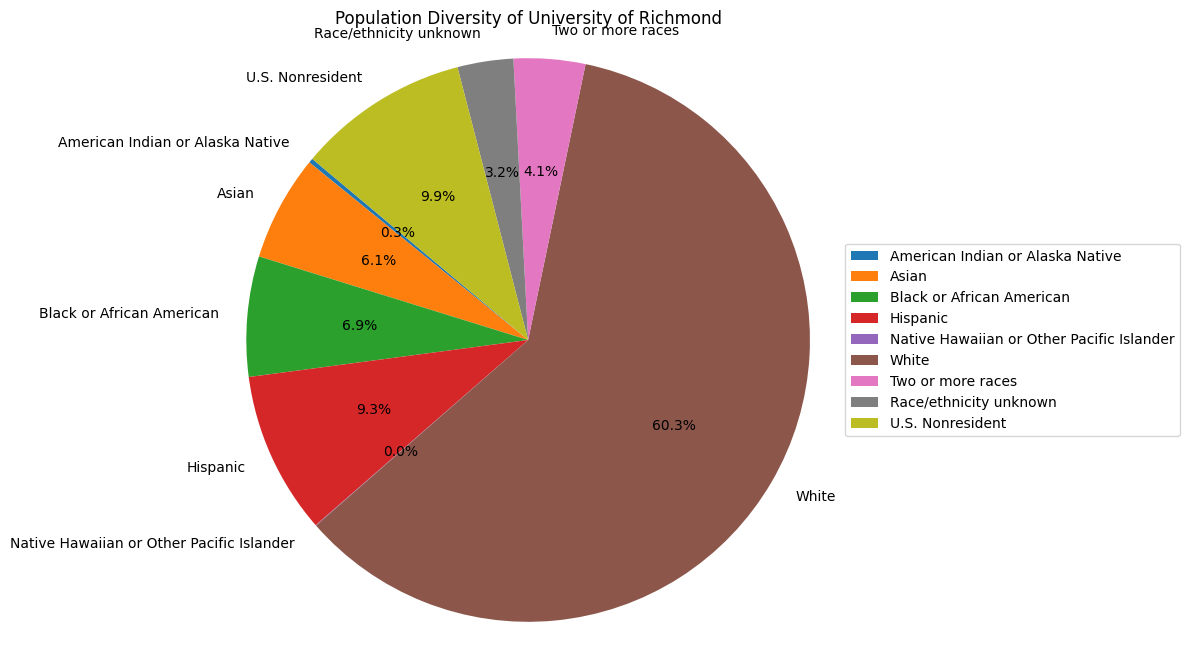 Population Diversity of University of Richmond
Two or more races
Race/ethnicity unknown
U.S. Nonresident
American Indian or Alaska Native
Asian
Black or African American
Hispanic
Native Hawaiian or Other Pacific Islander
White
3.2%
4.1%
9.9%
0.3%
6.1%
6.9%
9.3%
0.0%
60.3%
American Indian or Alaska Native
Asian
Black or African American
Hispanic
Native Hawaiian or Other Pacific Islander
White
Two or more races
Race/ethnicity unknown
U.S. Nonresident